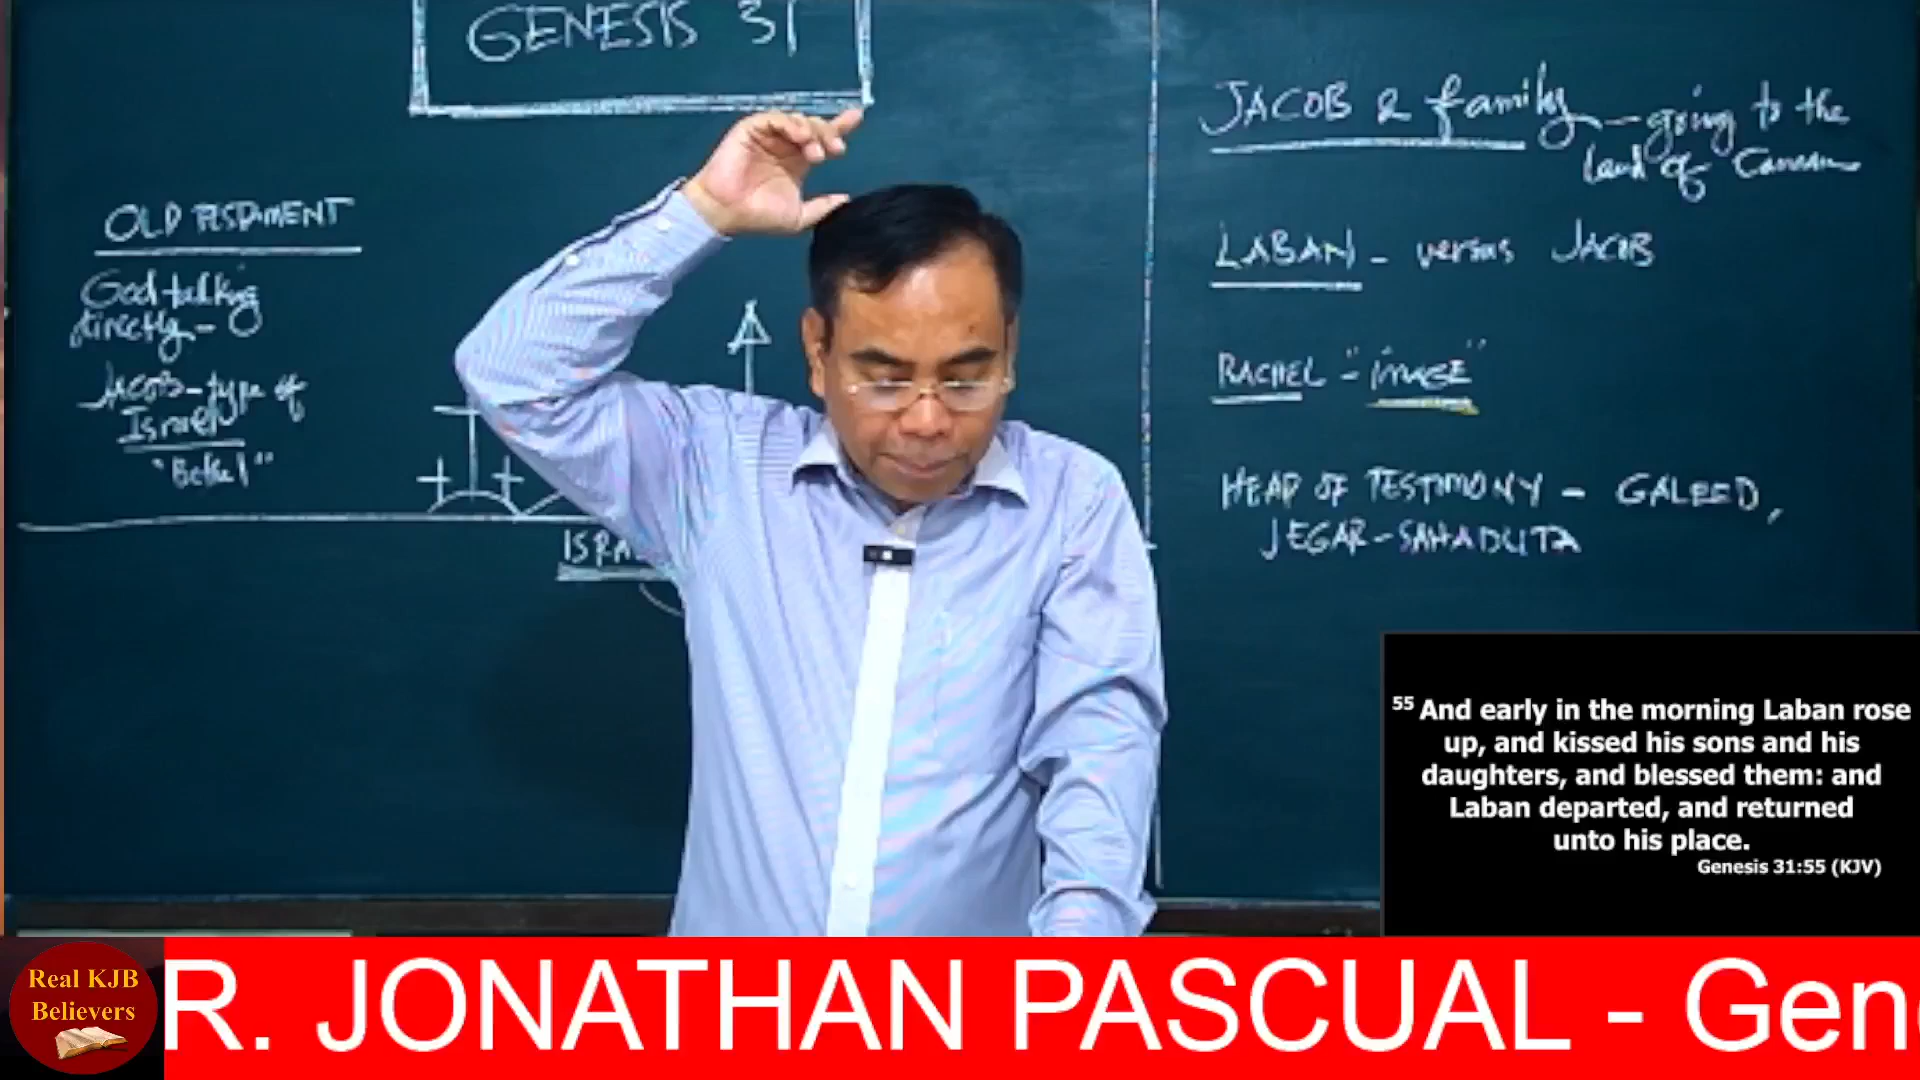 GENESIS 31
OLD TESTAMENT
God talking
directly -
Jacob - type of
Israel
"Bethel"
ISRA
JACOB & family - going to the
land of Canaan
LABAN - versus JACOB
RACHEL - "image"
HEAP OF TESTIMONY - GALEED,
JEGAR-SAHADUTA
55 And early in the morning Laban rose
up, and kissed his sons and his
daughters, and blessed them: and
Laban departed, and returned
unto his place.
Genesis 31:55 (KJV)
Real KJB
Believers
R. JONATHAN PASCUAL - Gen